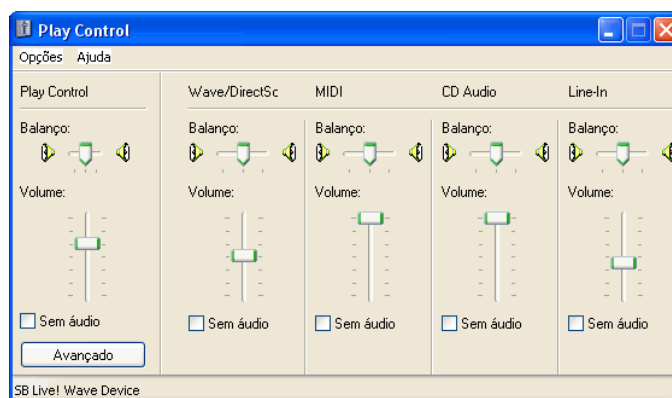 Play Control
Opções Ajuda
Play Control Wave/DirectSc MIDI CD Audio Line-In
Balanço: Balanço: Balanço: Balanço: Balanço:
Volume: Volume: Volume: Volume: Volume:
Sem áudio Sem áudio Sem áudio Sem áudio Sem áudio
Avançado
SB Live! Wave Device